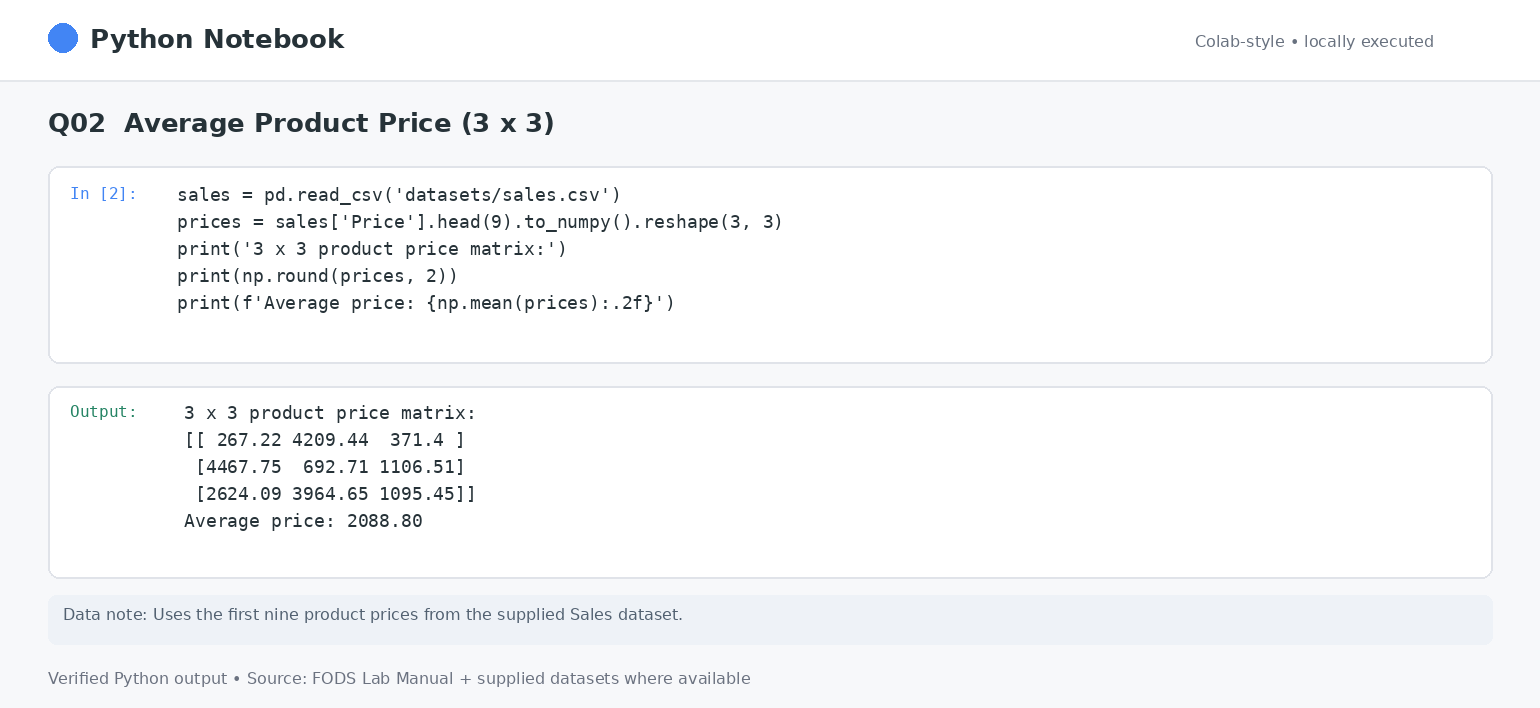 Python Notebook
Colab-style • locally executed
Q02  Average Product Price (3 x 3)
In [2]:
sales = pd.read_csv('datasets/sales.csv')
prices = sales['Price'].head(9).to_numpy().reshape(3, 3)
print('3 x 3 product price matrix:')
print(np.round(prices, 2))
print(f'Average price: {np.mean(prices):.2f}')
Output:
3 x 3 product price matrix:
[[ 267.22 4209.44  371.4 ]
 [4467.75  692.71 1106.51]
 [2624.09 3964.65 1095.45]]
Average price: 2088.80
Data note: Uses the first nine product prices from the supplied Sales dataset.
Verified Python output • Source: FODS Lab Manual + supplied datasets where available